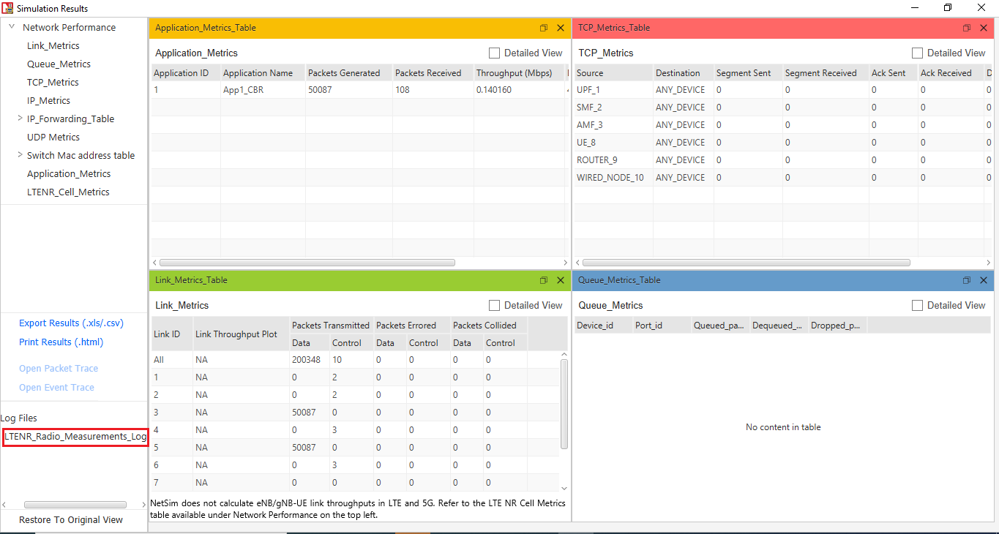 Simulation Results
Network Performance
Link_Metrics
Queue_Metrics
TCP_Metrics
IP_Metrics
IP_Forwarding_Table
UDP Metrics
Switch Mac address table
Application_Metrics
LTENR_Cell_Metrics
Export Results (.xls/.csv)
Print Results (.html)
Open Packet Trace
Open Event Trace
Log Files
LTENR_Radio_Measurements_Log
Restore To Original View
Application_Metrics_Table
Application_Metrics Detailed View
Application ID Application Name Packets Generated Packets Received Throughput (Mbps)
1 App1_CBR 50087 108 0.140160
TCP_Metrics_Table
TCP_Metrics Detailed View
Source Destination Segment Sent Segment Received Ack Sent Ack Received D
UPF_1 ANY_DEVICE 0 0 0 0 0
SMF_2 ANY_DEVICE 0 0 0 0 0
AMF_3 ANY_DEVICE 0 0 0 0 0
UE_8 ANY_DEVICE 0 0 0 0 0
ROUTER_9 ANY_DEVICE 0 0 0 0 0
WIRED_NODE_10 ANY_DEVICE 0 0 0 0 0
Link_Metrics_Table
Link_Metrics Detailed View
Link ID Link Throughput Plot Packets Transmitted Packets Errored Packets Collided
Data Control Data Control Data Control
All NA 200348 10 0 0 0 0
1 NA 0 2 0 0 0 0
2 NA 0 2 0 0 0 0
3 NA 50087 0 0 0 0 0
4 NA 0 3 0 0 0 0
5 NA 50087 0 0 0 0 0
6 NA 0 3 0 0 0 0
7 NA 0 0 0 0 0 0
NetSim does not calculate eNB/gNB-UE link throughputs in LTE and 5G. Refer to the LTE NR Cell Metrics
table available under Network Performance on the top left.
Queue_Metrics_Table
Queue_Metrics Detailed View
Device_id Port_id Queued_pa... Dequeued_... Dropped_p...
No content in table